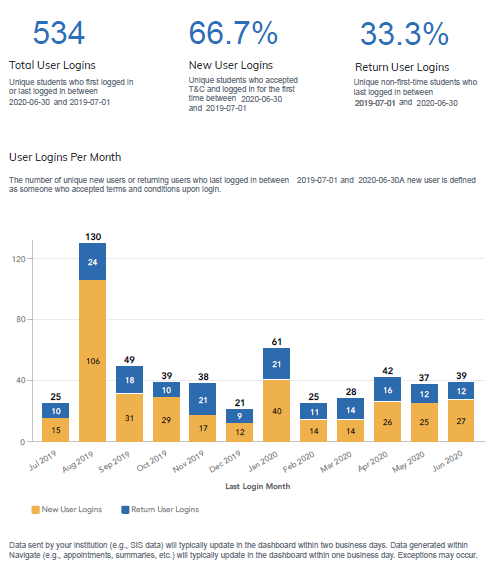 534
66.7%
33.3%
Total User Logins
New User Logins
Return User Logins
Unique students who first logged in
or last logged in between
2020-06-30 and 2019-07-01
Unique students who accepted
T&C and logged in for the first
time between 2020-06-30
and 2019-07-01
Unique non-first-time students who
last logged in between
2019-07-01 and 2020-06-30
User Logins Per Month
The number of unique new users or returning users who last logged in between 2019-07-01 and 2020-06-30A new user is defined
as someone who accepted terms and conditions upon login.
130
120
24
80
106
61
49
21
18
39
38
42
39
37
40
10
21
16
12
12
25
25
28
21
10
9
11
14
40
31
29
26
25
27
15
17
12
14
14
0
Jul 2019
Aug 2019
Sep 2019
Oct 2019
Nov 2019
Dec 2019
Jan 2020
Feb 2020
Mar 2020
Apr 2020
May 2020
Jun 2020
Last Login Month
New User Logins
Return User Logins
Data sent by your institution (e.g., SIS data) will typically update in the dashboard within two business days. Data generated within
Navigate (e.g., appointments, summaries, etc.) will typically update in the dashboard within one business day. Exceptions may occur.